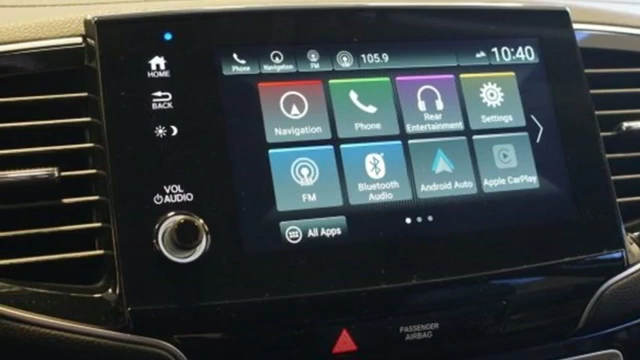 Phone
Navigation
FM
105.9
10:40
HOME
BACK
VOL
AUDIO
Navigation
Phone
Rear
Entertainment
Settings
FM
Bluetooth
Audio
Android Auto
Apple CarPlay
All Apps
PASSENGER
AIRBAG